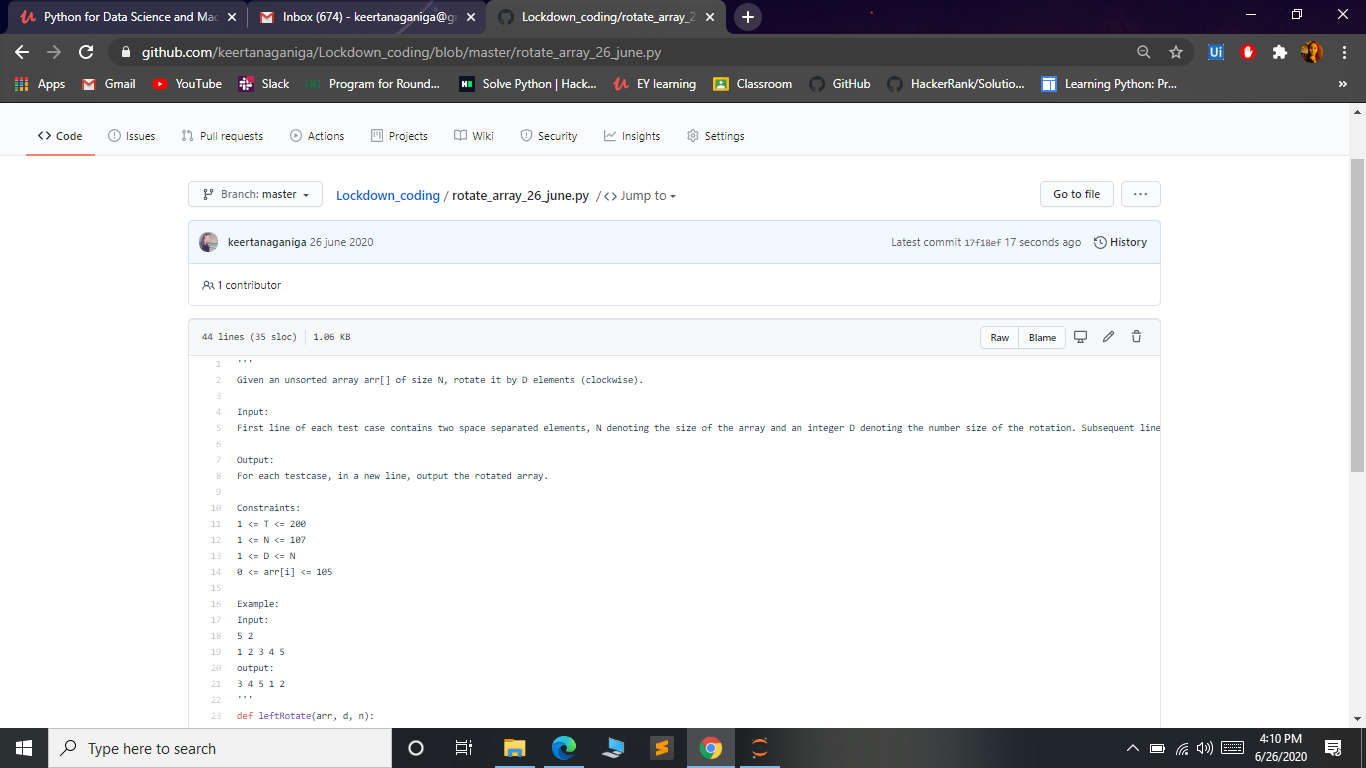 Python for Data Science and Mac
Inbox (674) - keertanaganiga@gr
Lockdown_coding/rotate_array_2
github.com/keertanaganiga/Lockdown_coding/blob/master/rotate_array_26_june.py
Apps Gmail YouTube Slack Program for Round... Solve Python | Hack... EY learning Classroom GitHub HackerRank/Solutio... Learning Python: Pr... »
<> Code Issues Pull requests Actions Projects Wiki Security Insights Settings
Branch: master Lockdown_coding / rotate_array_26_june.py / <> Jump to Go to file ...
keertanaganiga 26 june 2020 Latest commit 17f18ef 17 seconds ago History
1 contributor
44 lines (35 sloc) 1.06 KB Raw Blame
1 '''
2 Given an unsorted array arr[] of size N, rotate it by D elements (clockwise).
3
4 Input:
5 First line of each test case contains two space separated elements, N denoting the size of the array and an integer D denoting the number size of the rotation. Subsequent line
6
7 Output:
8 For each testcase, in a new line, output the rotated array.
9
10 Constraints:
11 1 <= T <= 200
12 1 <= N <= 107
13 1 <= D <= N
14 0 <= arr[i] <= 105
15
16 Example:
17 Input:
18 5 2
19 1 2 3 4 5
20 output:
21 3 4 5 1 2
22 '''
23 def leftRotate(arr, d, n):
Type here to search
4:10 PM
6/26/2020